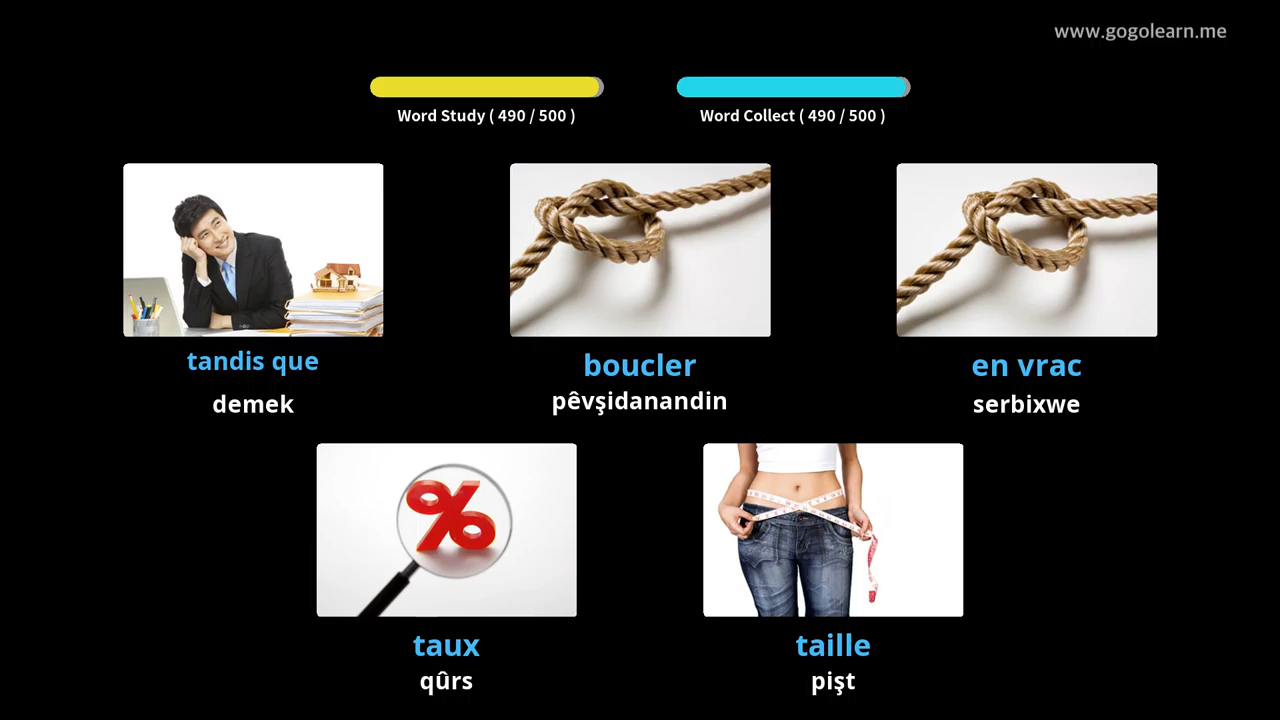 www.gogolearn.me
Word Study ( 490 / 500 )
Word Collect ( 490 / 500 )
tandis que
demek
boucler
pêvşidanandin
en vrac
serbixwe
%
taux
qûrs
taille
pişt